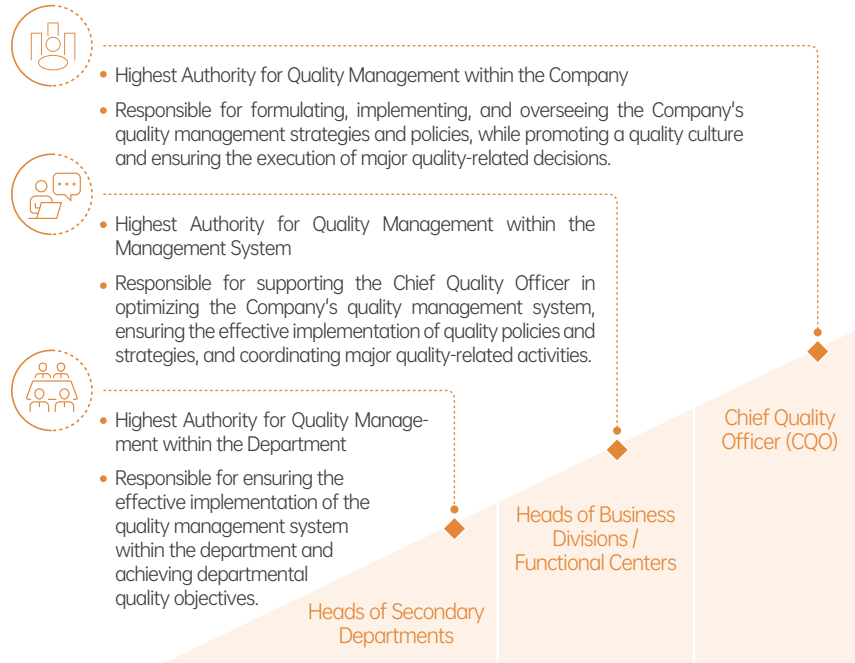 • Highest Authority for Quality Management within the Company
• Responsible for formulating, implementing, and overseeing the Company's
quality management strategies and policies, while promoting a quality culture
and ensuring the execution of major quality-related decisions.
• Highest Authority for Quality Management within the
Management System
• Responsible for supporting the Chief Quality Officer in
optimizing the Company's quality management system,
ensuring the effective implementation of quality policies and
strategies, and coordinating major quality-related activities.
• Highest Authority for Quality Manage-
ment within the Department
• Responsible for ensuring the
effective implementation of the
quality management system
within the department and
achieving departmental
quality objectives.
Heads of Secondary
Departments
Heads of Business
Divisions /
Functional Centers
Chief Quality
Officer (CQO)